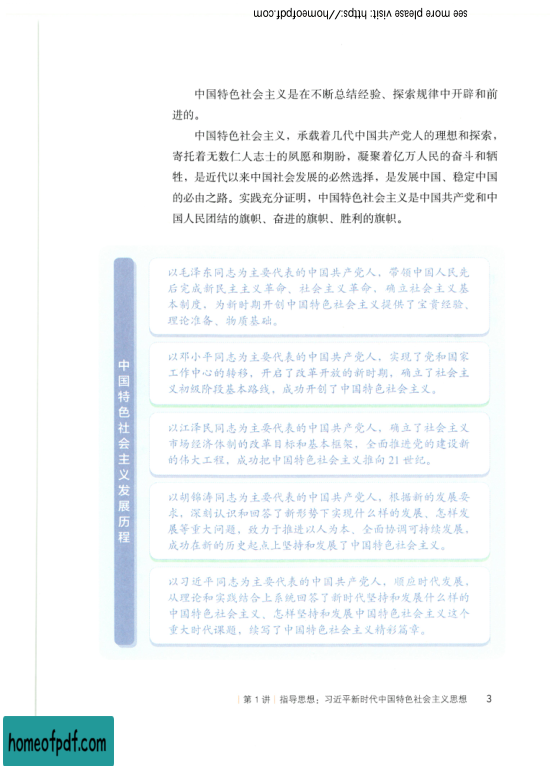 see more please visit: https://homeofpdf.com
中国特色社会主义是在不断总结经验、探索规律中开辟和前
进的。
中国特色社会主义，承载着几代中国共产党人的理想和探索，
寄托着无数仁人志士的夙愿和期盼，凝聚着亿万人民的奋斗和牺
牲，是近代以来中国社会发展的必然选择，是发展中国、稳定中国
的必由之路。实践充分证明，中国特色社会主义是中国共产党和中
国人民团结的旗帜、奋进的旗帜、胜利的旗帜。
中国特色社会主义发展历程
以毛泽东同志为主要代表的中国共产党人，带领中国人民先
后完成新民主主义革命、社会主义革命，确立社会主义基
本制度，为新时期开创中国特色社会主义提供了宝贵经验、
理论准备、物质基础。
以邓小平同志为主要代表的中国共产党人，实现了党和国家
工作中心的转移，开启了改革开放的新时期，确立了社会主
义初级阶段基本路线，成功开创了中国特色社会主义。
以江泽民同志为主要代表的中国共产党人，确立了社会主义
市场经济体制的改革目标和基本框架，全面推进党的建设新
的伟大工程，成功把中国特色社会主义推向 21 世纪。
以胡锦涛同志为主要代表的中国共产党人，根据新的发展要
求，深刻认识和回答了新形势下实现什么样的发展、怎样发
展等重大问题，致力于推进以人为本、全面协调可持续发展，
成功在新的历史起点上坚持和发展了中国特色社会主义。
以习近平同志为主要代表的中国共产党人，顺应时代发展，
从理论和实践结合上系统回答了新时代坚持和发展什么样的
中国特色社会主义、怎样坚持和发展中国特色社会主义这个
重大时代课题，续写了中国特色社会主义精彩篇章。
第 1 讲 | 指导思想：习近平新时代中国特色社会主义思想 3
homeofpdf.com